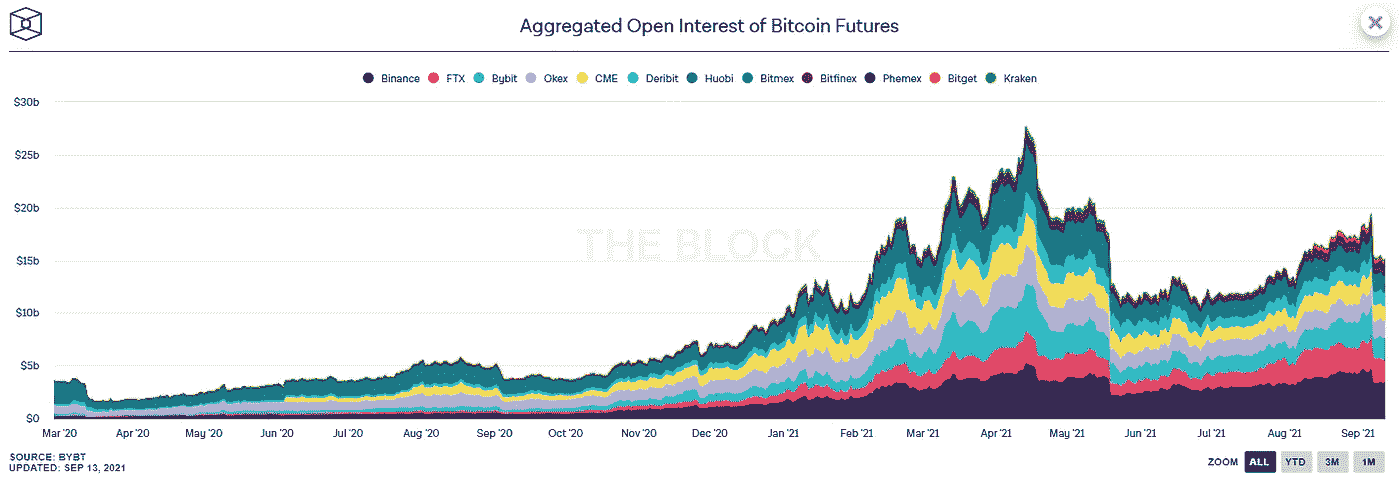 Aggregated Open Interest of Bitcoin Futures
Binance FTX Bybit Okex CME Deribit Huobi Bitmex Bitfinex Phemex Bitget Kraken
$30b
$25b
$20b
$15b
$10b
$5b
$0
THE BLOCK
Mar '20 Apr '20 May '20 Jun '20 Jul '20 Aug '20 Sep '20 Oct '20 Nov '20 Dec '20 Jan '21 Feb '21 Mar '21 Apr '21 May '21 Jun '21 Jul '21 Aug '21 Sep '21
SOURCE: BYBT
UPDATED: SEP 13, 2021
ZOOM ALL YTD 3M 1M